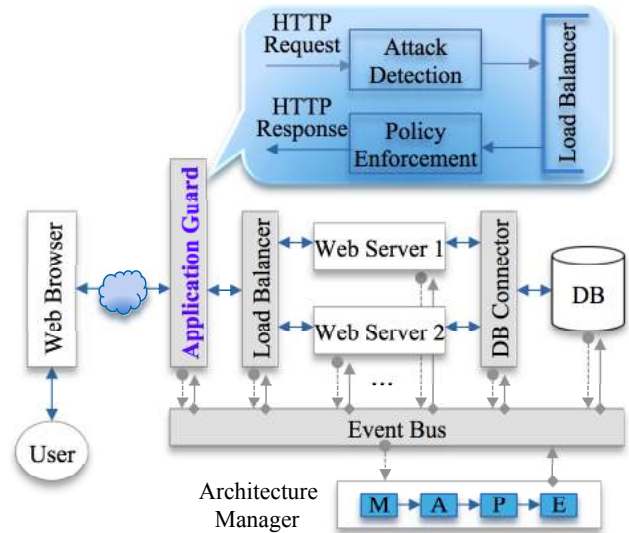 HTTP
Request
Attack
Detection
HTTP
Response
Policy
Enforcement
Load Balancer
Web Browser
Application Guard
Load Balancer
Web Server 1
Web Server 2
...
DB Connector
DB
User
Event Bus
Architecture
Manager
M
A
P
E